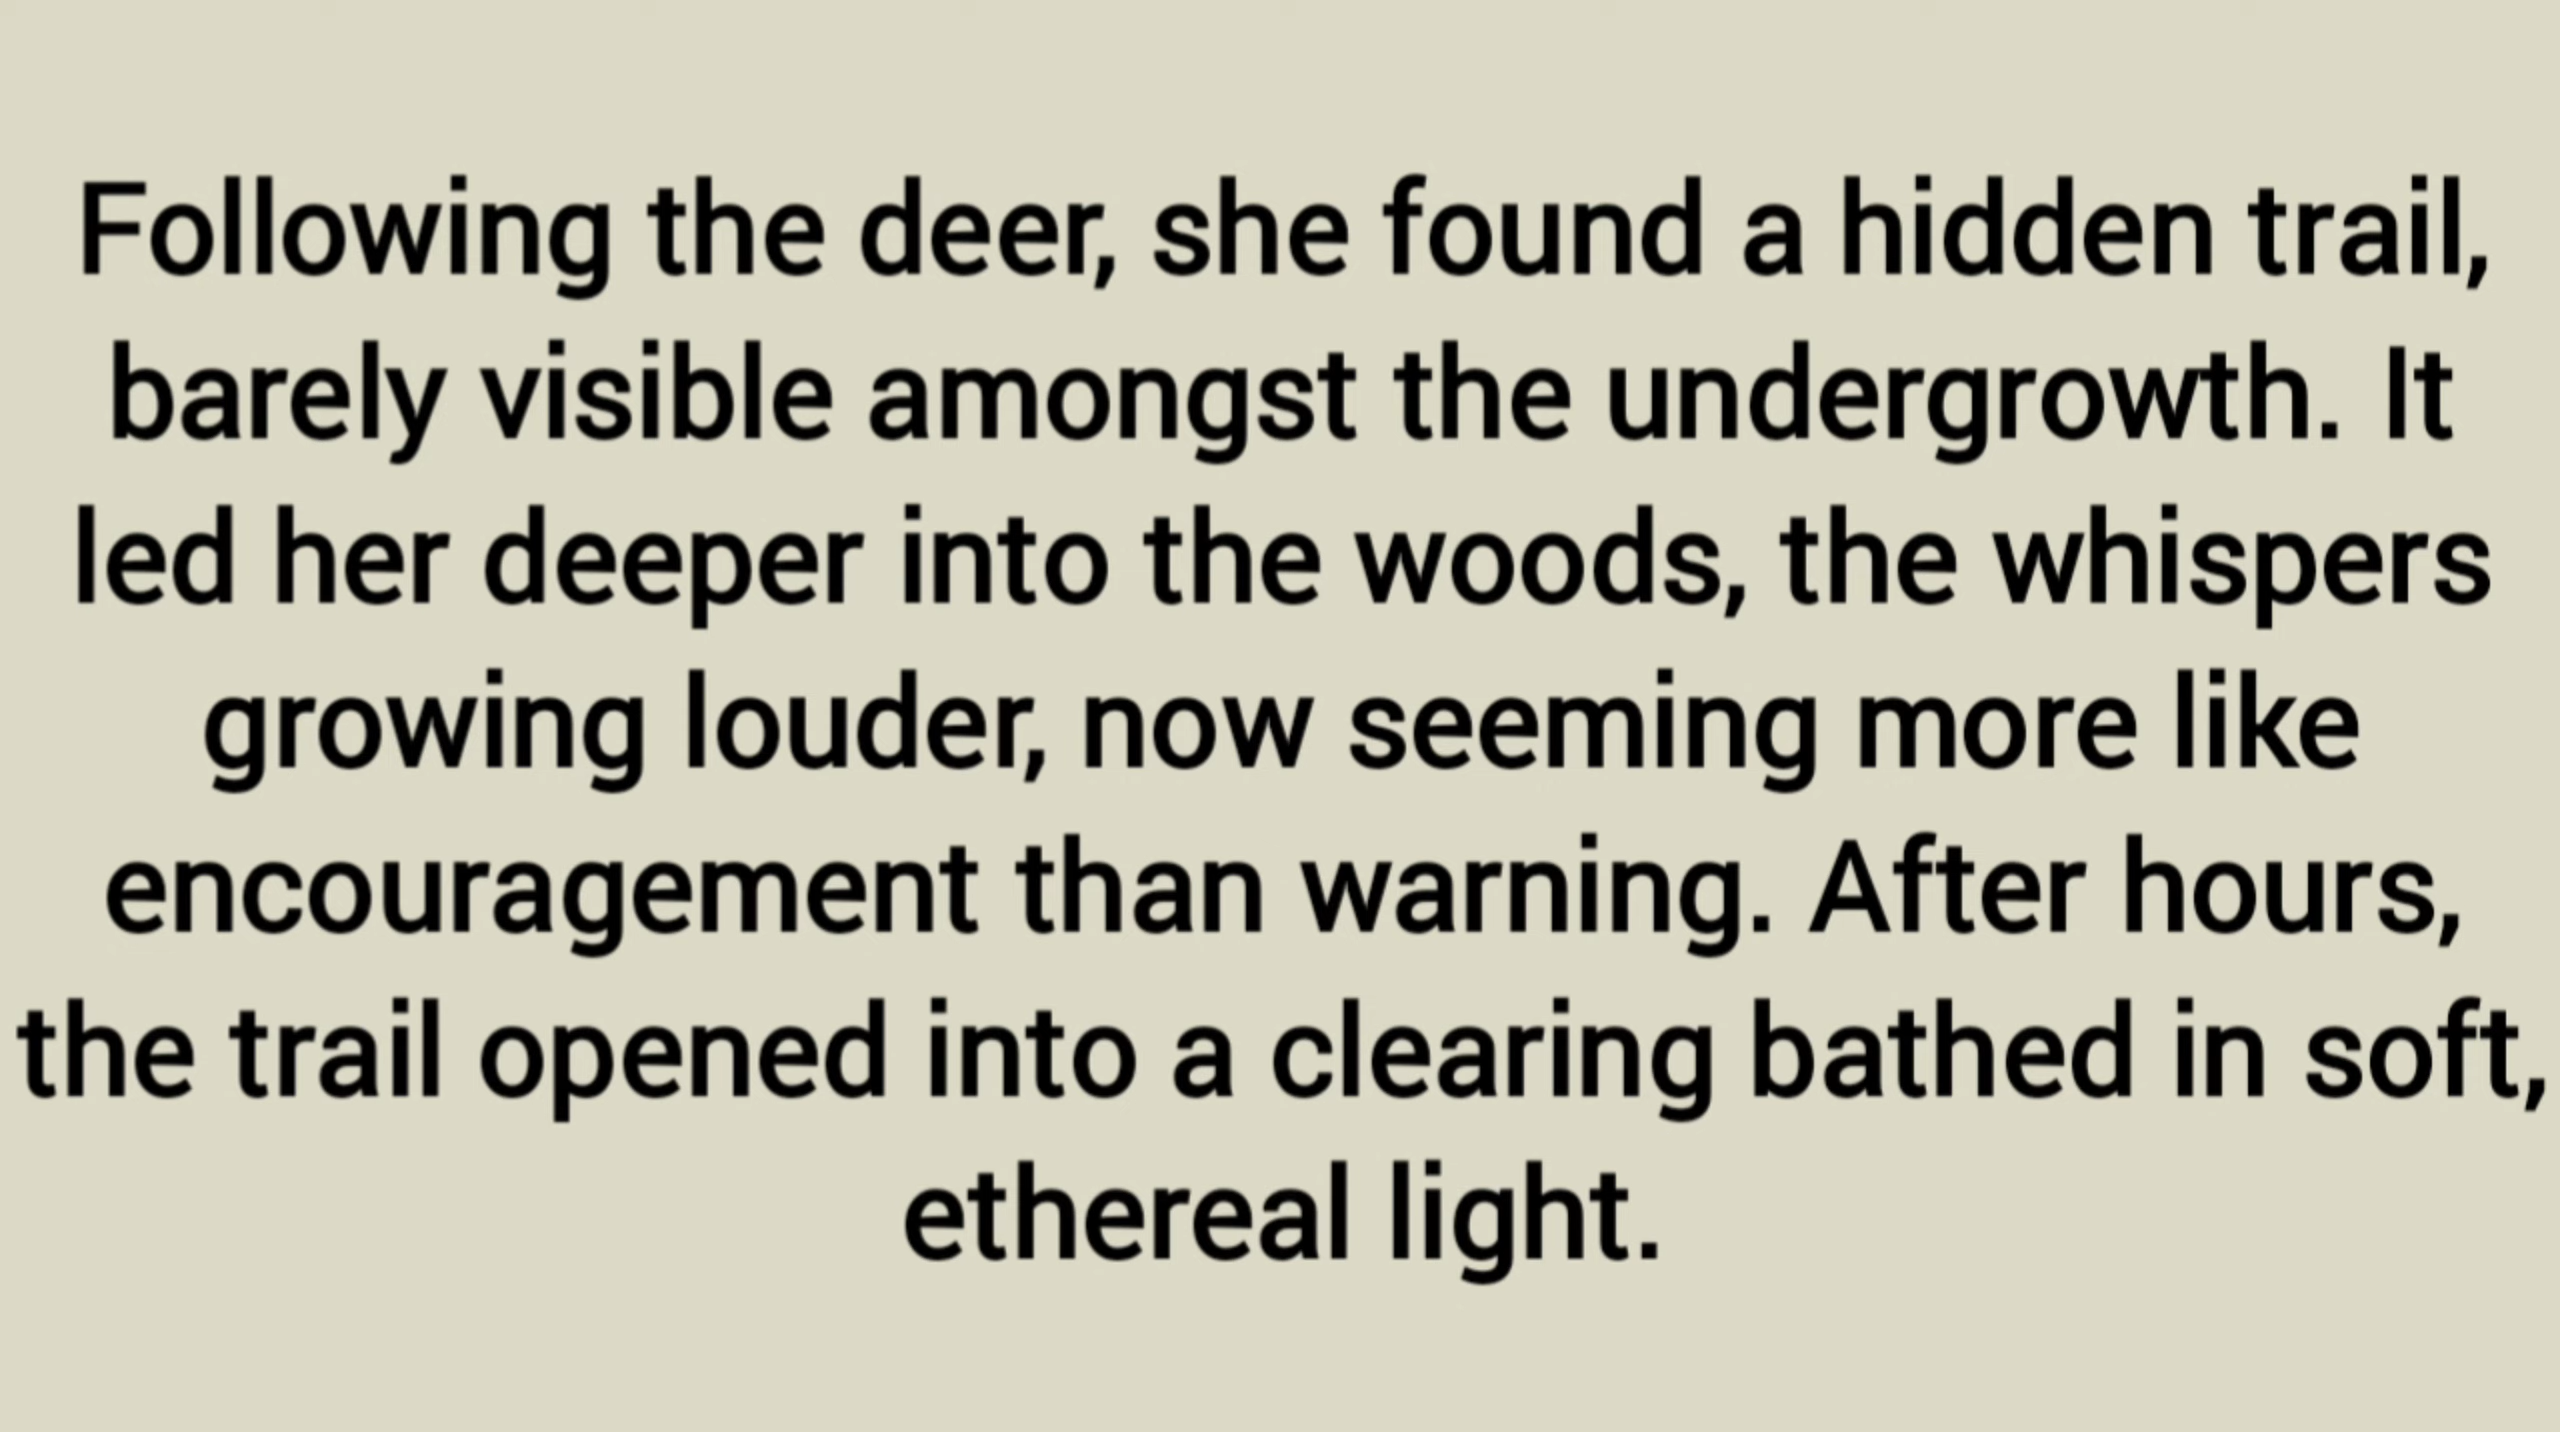 Following the deer, she found a hidden trail,
barely visible amongst the undergrowth. It
led her deeper into the woods, the whispers
growing louder, now seeming more like
encouragement than warning. After hours,
the trail opened into a clearing bathed in soft,
ethereal light.